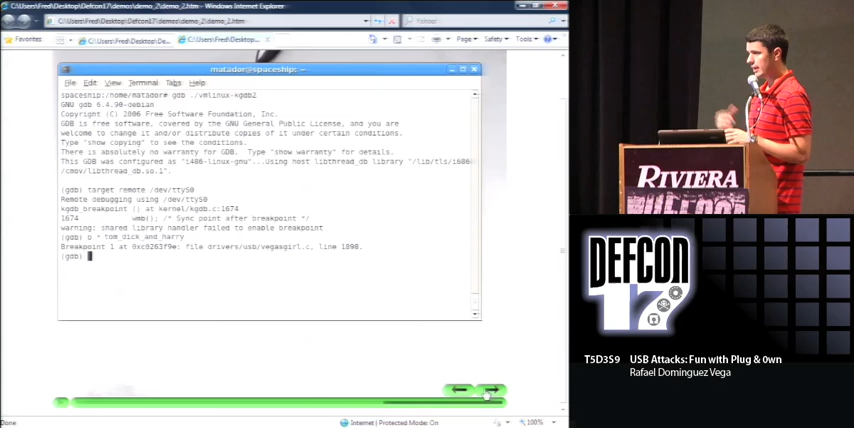 C:\Users\Fred\Desktop\Defcon17\demos\demo_2\demo_2.htm - Windows Internet Explorer
C:\Users\Fred\Desktop\Defcon17\demos\demo_2\demo_2.htm
Favorites
C:\Users\Fred\Desktop\De...
C:\Users\Fred\Desktop...
Page
Safety
Tools
matador@spaceship: ~
File Edit View Terminal Tabs Help
spaceship:/home/matador# gdb ./vmlinux-kgdb2
GNU gdb 6.4.90-debian
Copyright (C) 2006 Free Software Foundation, Inc.
GDB is free software, covered by the GNU General Public License, and you are
welcome to change it and/or distribute copies of it under certain conditions.
Type "show copying" to see the conditions.
There is absolutely no warranty for GDB.  Type "show warranty" for details.
This GDB was configured as "i486-linux-gnu"...Using host libthread_db library "/lib/tls/i686
/cmov/libthread_db.so.1".
(gdb) target remote /dev/ttyS0
Remote debugging using /dev/ttyS0
kgdb_breakpoint () at kernel/kgdb.c:1674
1674 wmb(); /* Sync point after breakpoint */
warning: shared library handler failed to enable breakpoint
(gdb) b * tom_dick_and_harry
Breakpoint 1 at 0xc0263f9e: file drivers/usb/vegasgirl.c, line 1898.
(gdb)
Done
Internet | Protected Mode: On
100%
RIVIERA
DEFCON
17
T5D3S9 USB Attacks: Fun with Plug & 0wn
Rafael Dominguez Vega